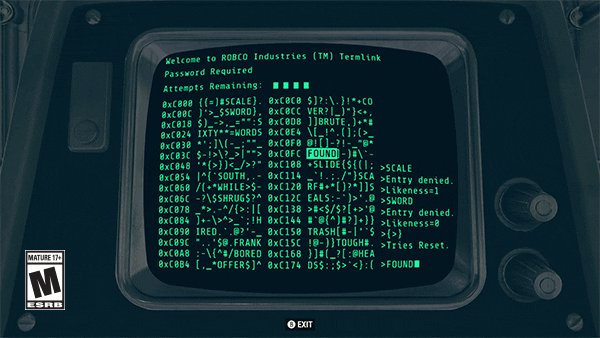 Welcome to ROBCO Industries (TM) Termlink
Password Required
Attempts Remaining:
0xC000 {{=)#SCALE}. 0xC0C0 $]?:\.}!*+CO
0xC00C )'>_$SWORD}, 0xC0CC VER?|_)"}<+,
0xC018 $)_->,_="":S 0xC0D8 ]]BRUTE,}+*#
0xC024 IXTY**=WORDS 0xC0E4 \[_!^.(];(>_
0xC030 *';]\(-_;:"_ 0xC0F0 @![]-?!-_"@*
0xC03C $-!>\?_>|""> 0xC0FC FOUND!-)#\`-
0xC048 '*(>}}<_/>?) 0xC108 +SLIDE{${(|;
0xC054 |^(`SOUTH,.- 0xC114 _`!.;./"}SCA
0xC060 /(+*WHILE>$- 0xC120 RF#+*[)?*]]$
0xC06C -?\$SHRUG$?^ 0xC12C EALS:-`)>'.@
0xC078 _*>.-^/{>:|[ 0xC138 >#<$/$?[+>'@
0xC084 )+-\>^>_`;!H 0xC144 #'@(^)#?]+})
0xC090 IRED.`.@?'-_ 0xC150 TRASH[#-|''$
0xC09C "..'$@.FRANK 0xC15C !@-}}TOUGH#.
0xC0A8 :-\{^#/BORED 0xC168 }]#(_?[:@HEA
0xC0B4 [,_*OFFER$]^ 0xC174 DS$:;$>`<}:(
>SCALE
>Entry denied.
>Likeness=1
>SWORD
>Entry denied.
>Likeness=0
>{>}
>Tries Reset.
>FOUND
MATURE 17+
M
ESRB
B EXIT